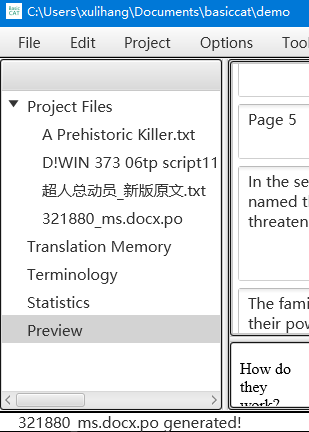 Basic CAT C:\Users\xulihang\Documents\basiccat\demo
File Edit Project Options
Project Files
A Prehistoric Killer.txt
D!WIN 373 06tp script11
超人总动员_新版原文.txt
321880_ms.docx.po
Translation Memory
Terminology
Statistics
Preview
Page 5
In the se
named th
threaten
The fami
their pow
How do
they
work?
321880_ms.docx.po generated!